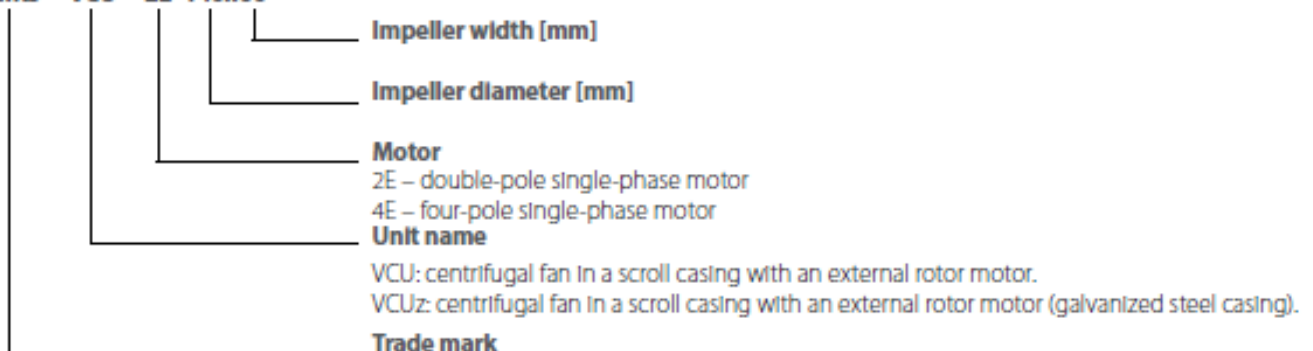 Impeller width [mm]
Impeller diameter [mm]
Motor
2E – double-pole single-phase motor
4E – four-pole single-phase motor
Unit name
VCU: centrifugal fan in a scroll casing with an external rotor motor.
VCUz: centrifugal fan in a scroll casing with an external rotor motor (galvanized steel casing).
Trade mark